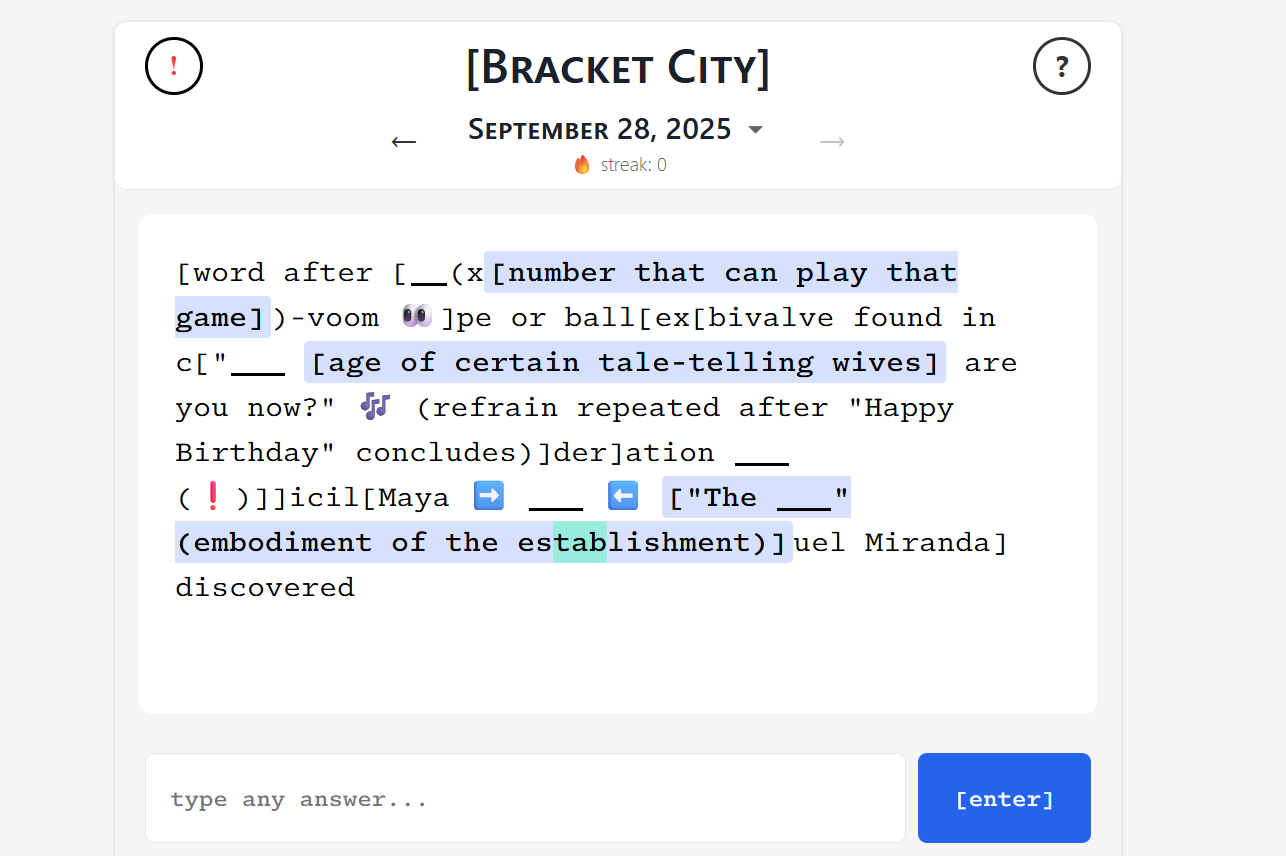 !
[Bracket City]
?
← September 28, 2025 →
🔥 streak: 0
[word after [__(x[number that can play that
game])-voom 👀]pe or ball[ex[bivalve found in
c["___ [age of certain tale-telling wives] are
you now?" 🎶 (refrain repeated after "Happy
Birthday" concludes)]der]ation ___
(❗)]]icil[Maya ➡️ ___ ⬅️ ["The ___"
(embodiment of the establishment)]uel Miranda]
discovered
type any answer...
[enter]